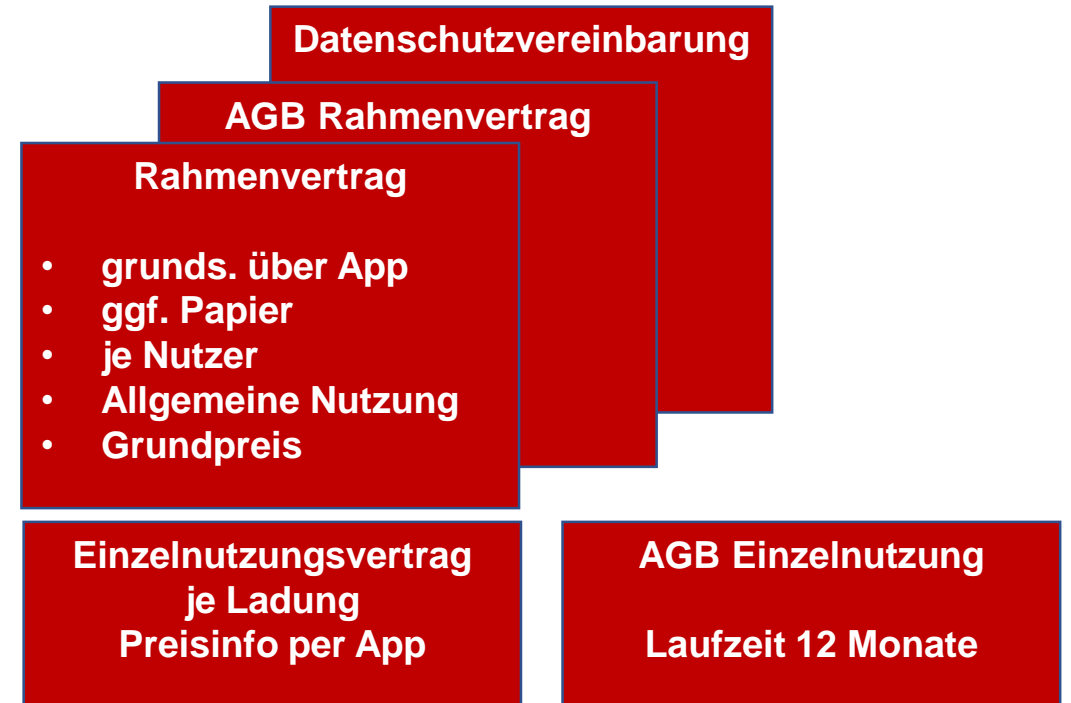 Datenschutzvereinbarung
AGB Rahmenvertrag
Rahmenvertrag
• grunds. über App
• ggf. Papier
• je Nutzer
• Allgemeine Nutzung
• Grundpreis
Einzelnutzungsvertrag
je Ladung
Preisinfo per App
AGB Einzelnutzung
Laufzeit 12 Monate